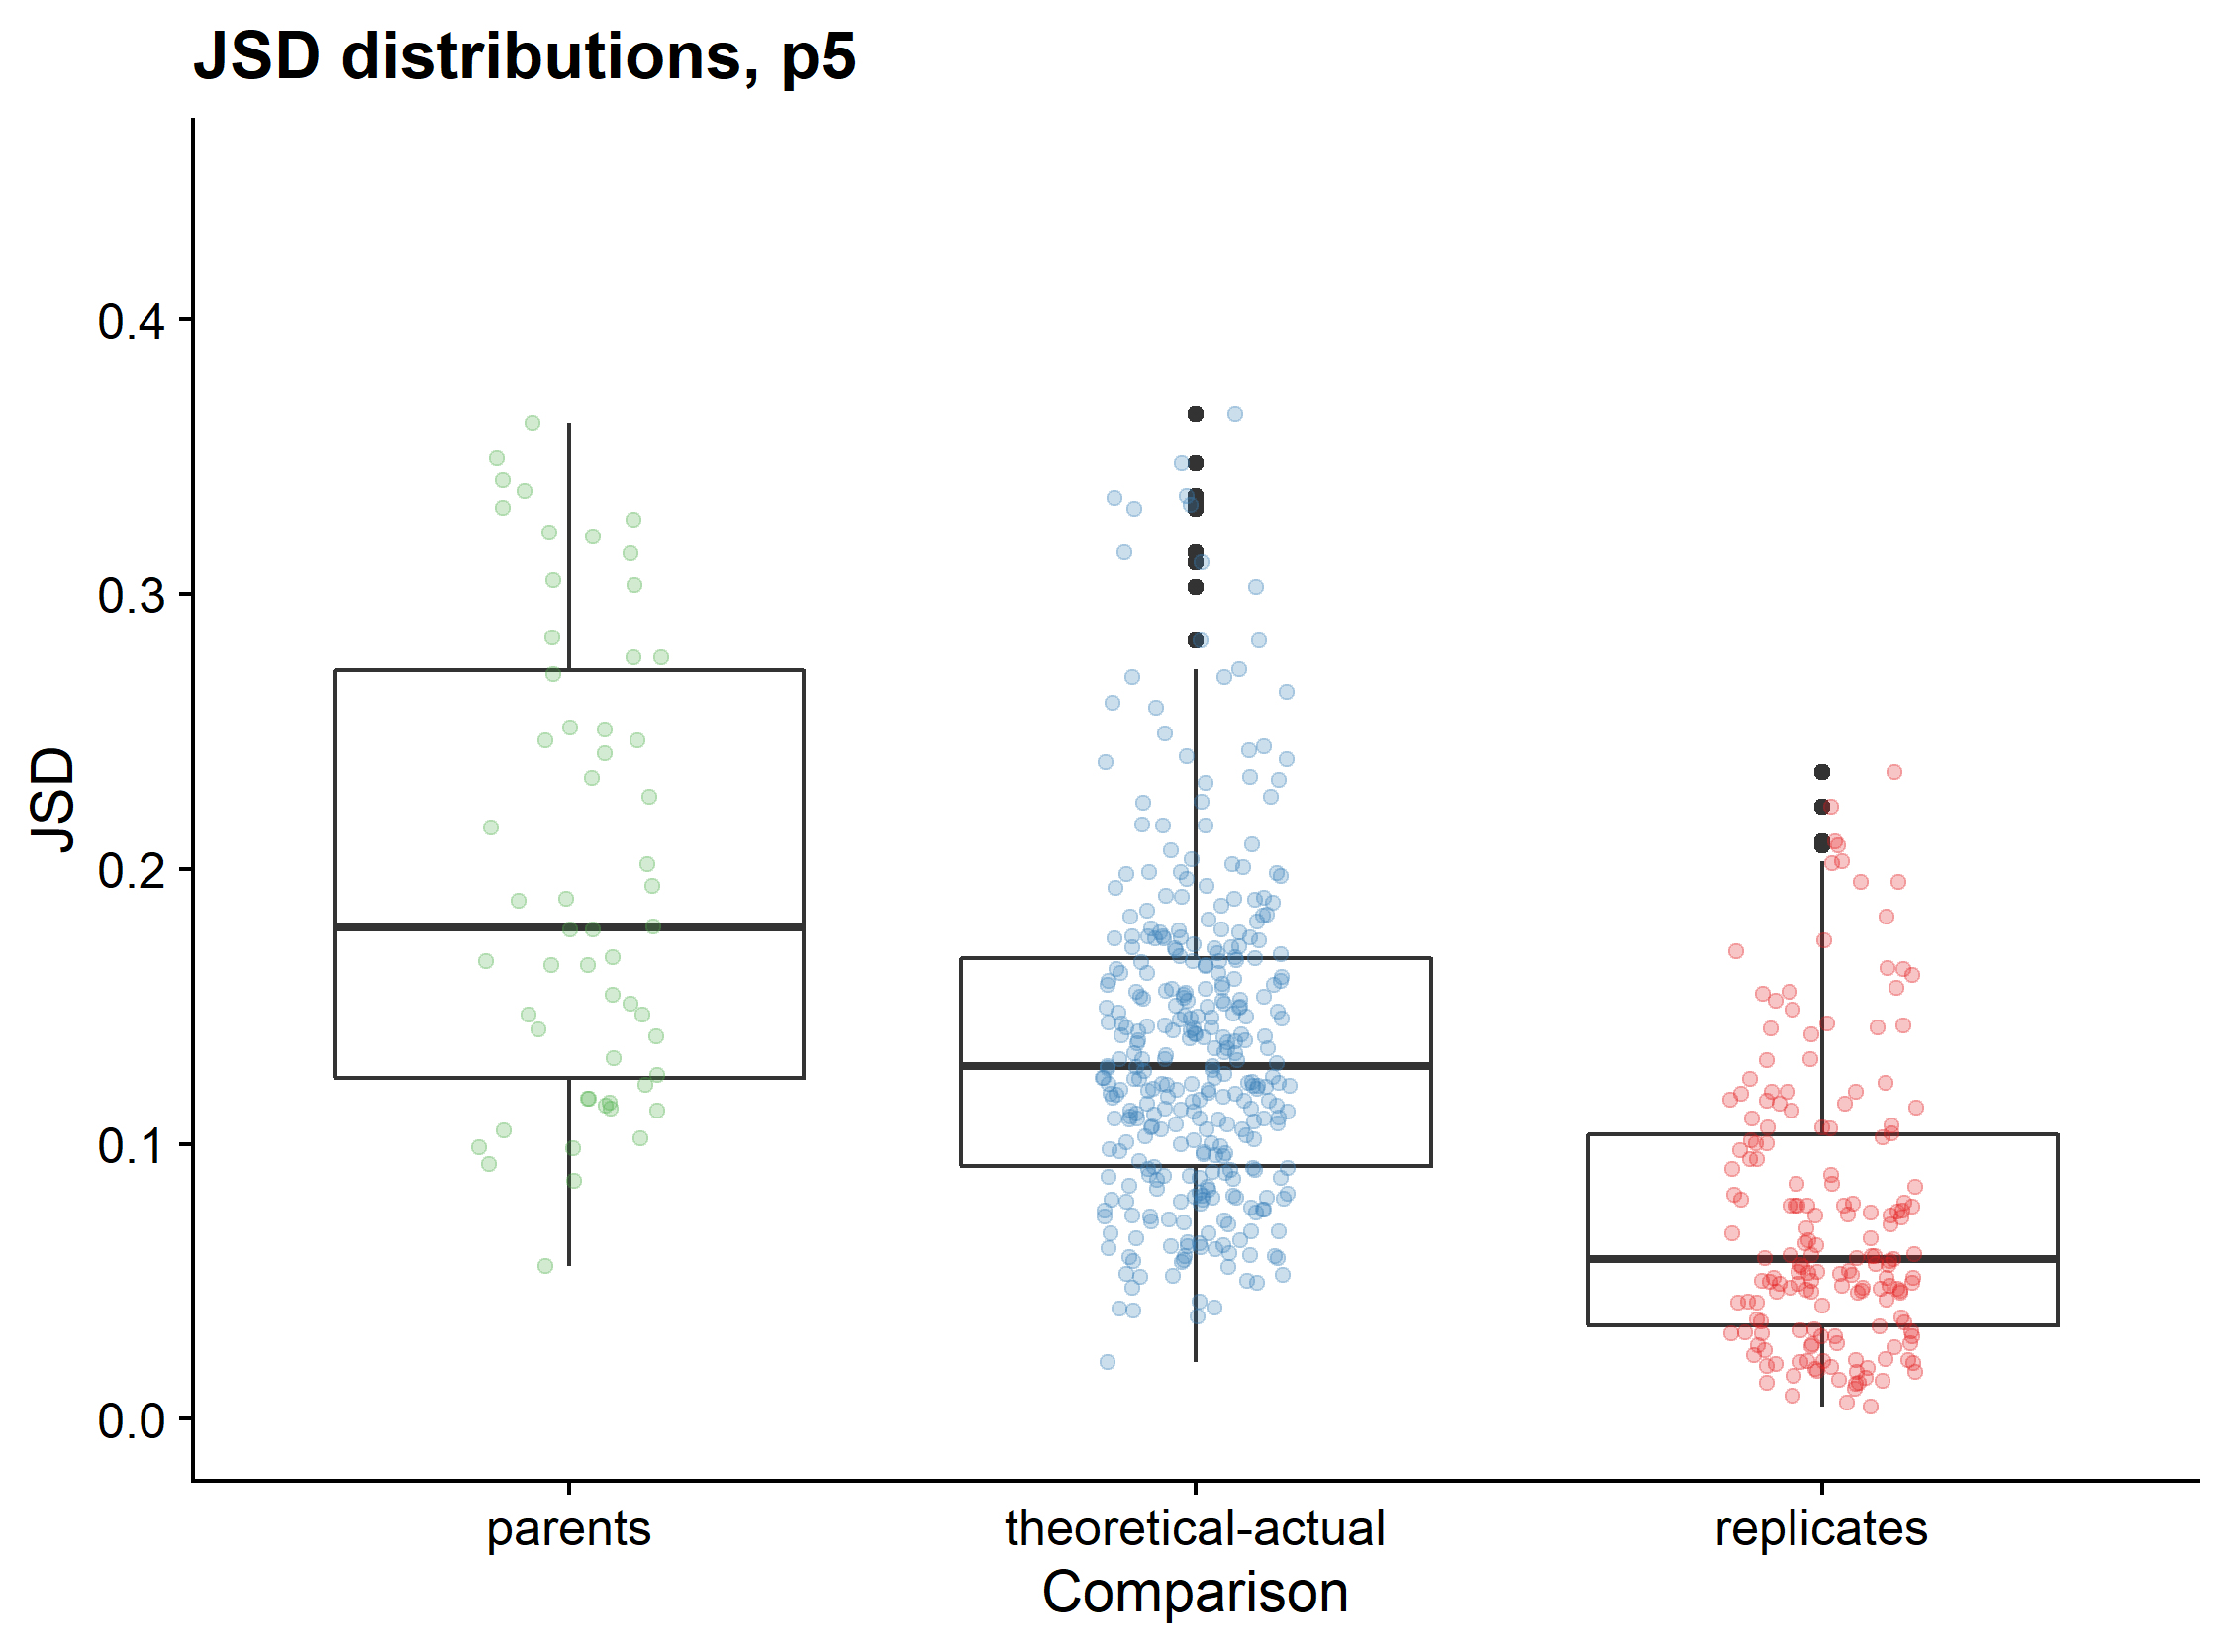 JSD distributions, p5
JSD
0.4
0.3
0.2
0.1
0.0
parents
theoretical-actual
replicates
Comparison